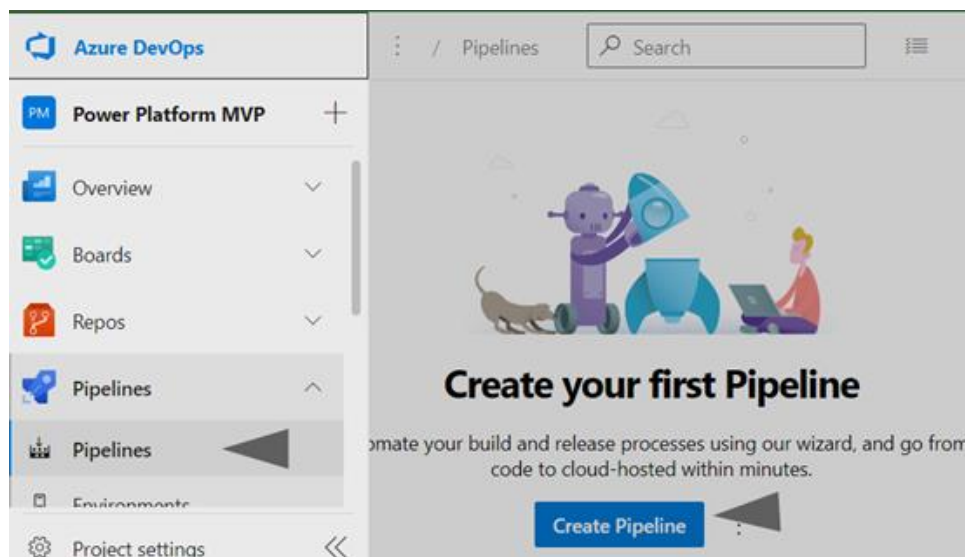 Azure DevOps
/ Pipelines
Search
PM
Power Platform MVP
Overview
Boards
Repos
Pipelines
Pipelines
Environments
Project settings
Create your first Pipeline
omate your build and release processes using our wizard, and go from
code to cloud-hosted within minutes.
Create Pipeline